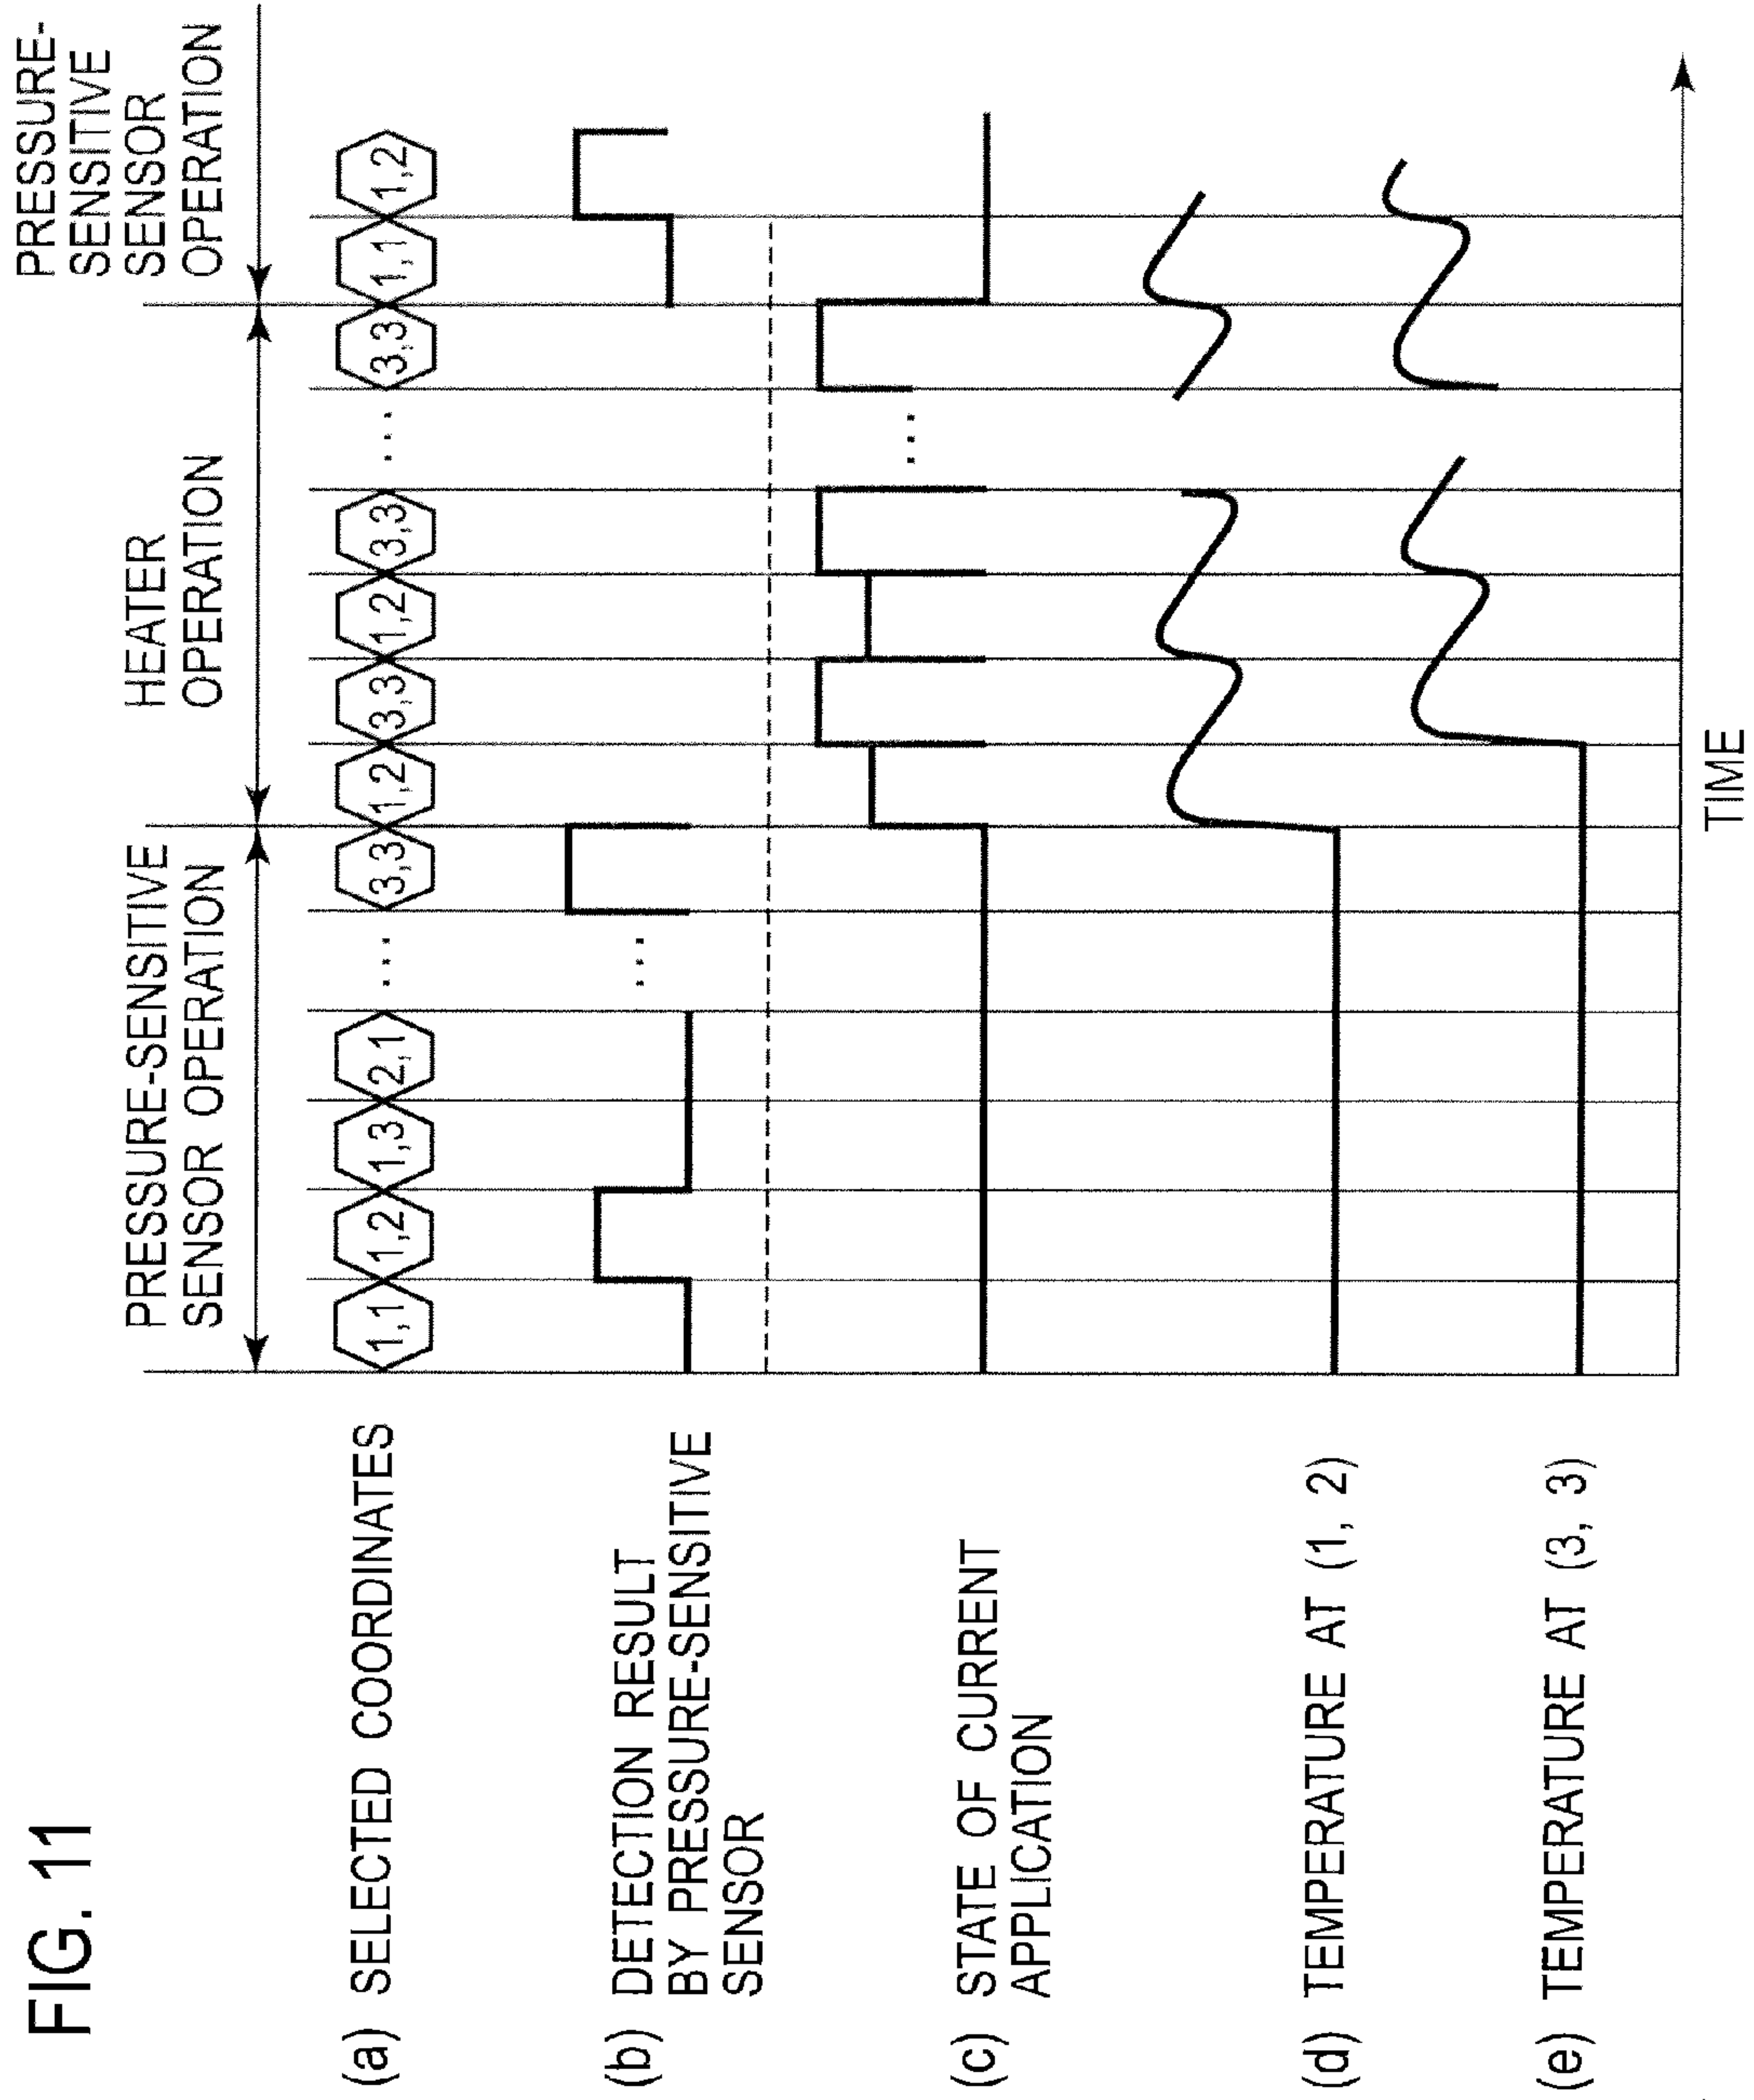 FIG. 11
PRESSURE-SENSITIVE
SENSOR OPERATION
HEATER
OPERATION
PRESSURE-
SENSITIVE
SENSOR
OPERATION
(a) SELECTED COORDINATES
1,1 1,2 1,3 2,1 ... 3,3 1,2 3,3 1,2 3,3 ... 3,3 1,1 1,2
(b) DETECTION RESULT
BY PRESSURE-SENSITIVE
SENSOR
...
(c) STATE OF CURRENT
APPLICATION
...
(d) TEMPERATURE AT (1, 2)
(e) TEMPERATURE AT (3, 3)
TIME